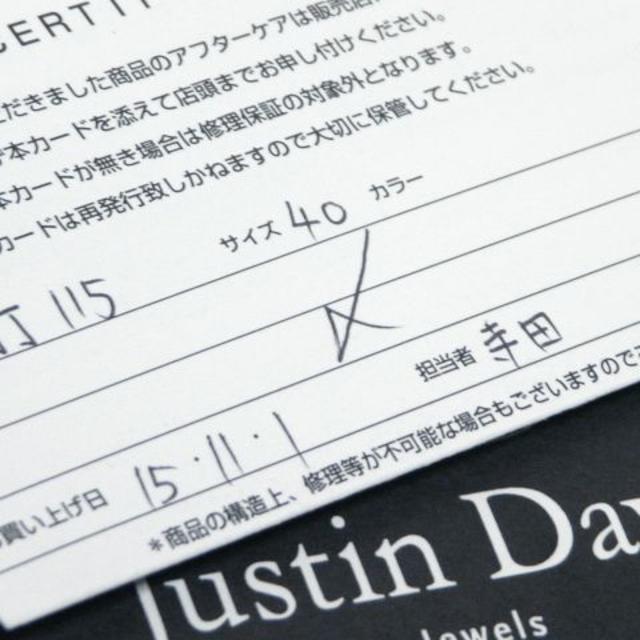 CERTI
ただきました商品のアフターケアは販売店
本カードを添えて店頭までお申し付けください。
本カードが無き場合は修理保証の対象外となります。
カードは再発行致しかねますので大切に保管してください。
J 115 サイズ 40 カラー
担当者 寺田
買い上げ日 15・11・1
*商品の構造上、修理等が不可能な場合もございますので
Justin Da
Jewels